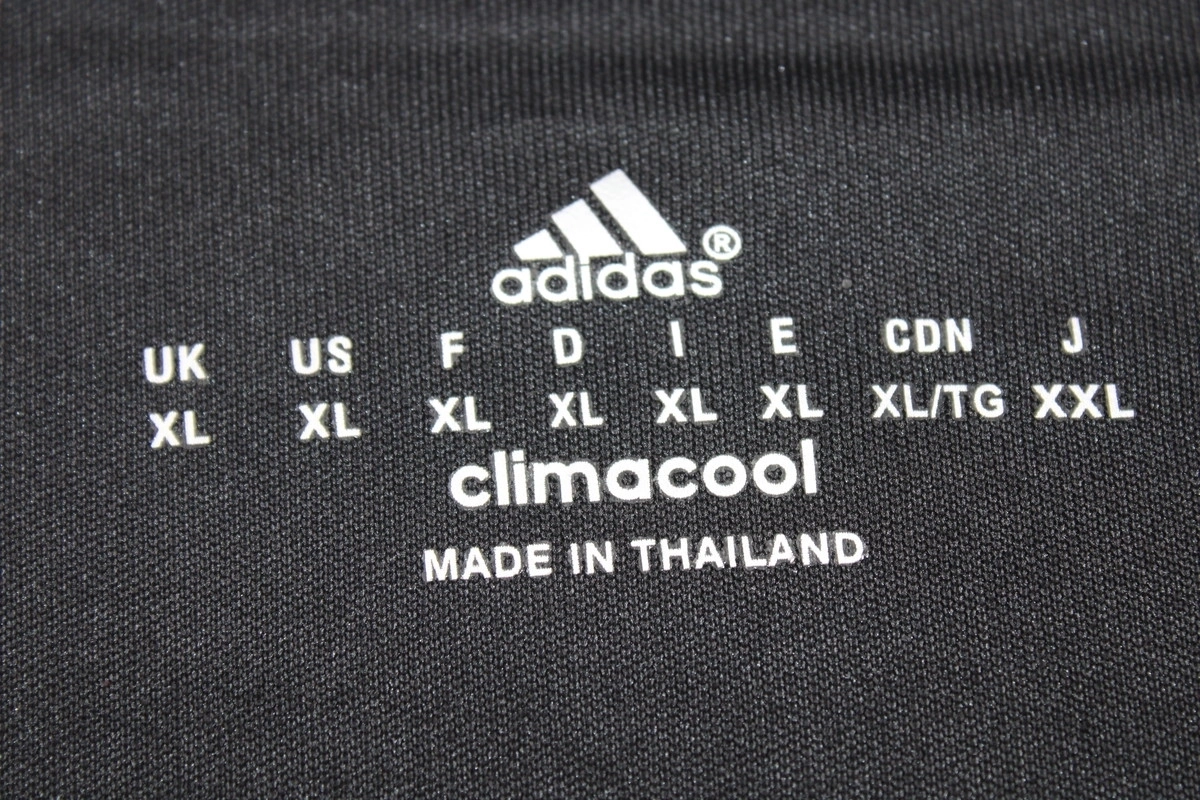 adidas®
UK US F D I E CDN J
XL XL XL XL XL XL XL/TG XXL
climacool
MADE IN THAILAND